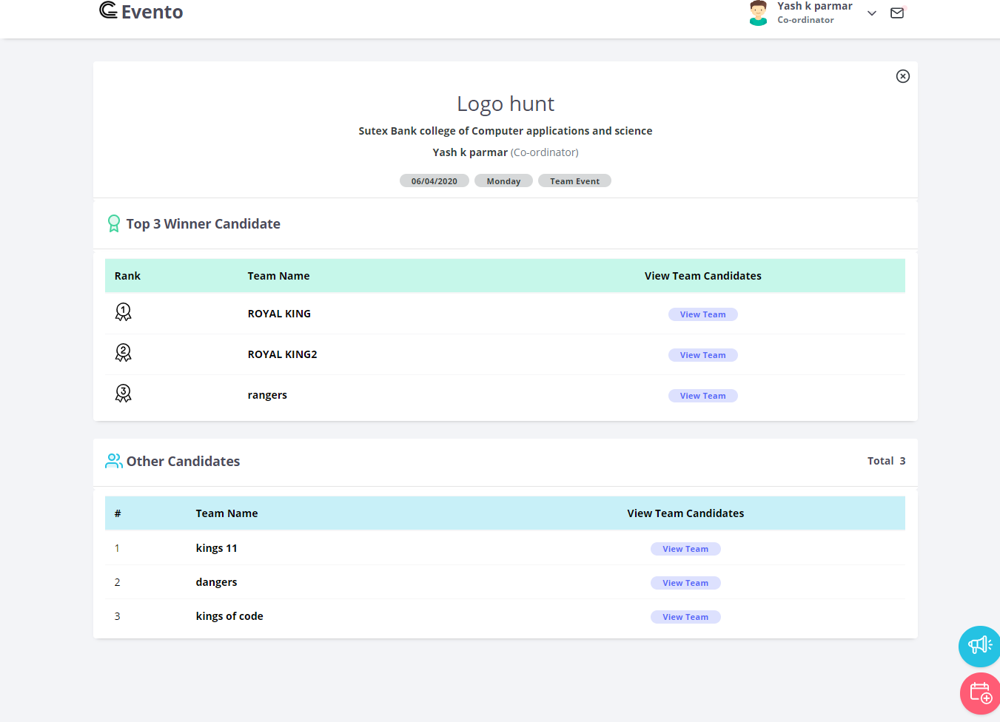 Evento
Yash k parmar
Co-ordinator
Logo hunt
Sutex Bank college of Computer applications and science
Yash k parmar (Co-ordinator)
06/04/2020 Monday Team Event
Top 3 Winner Candidate
Rank Team Name View Team Candidates
1 ROYAL KING View Team
2 ROYAL KING2 View Team
3 rangers View Team
Other Candidates Total 3
# Team Name View Team Candidates
1 kings 11 View Team
2 dangers View Team
3 kings of code View Team